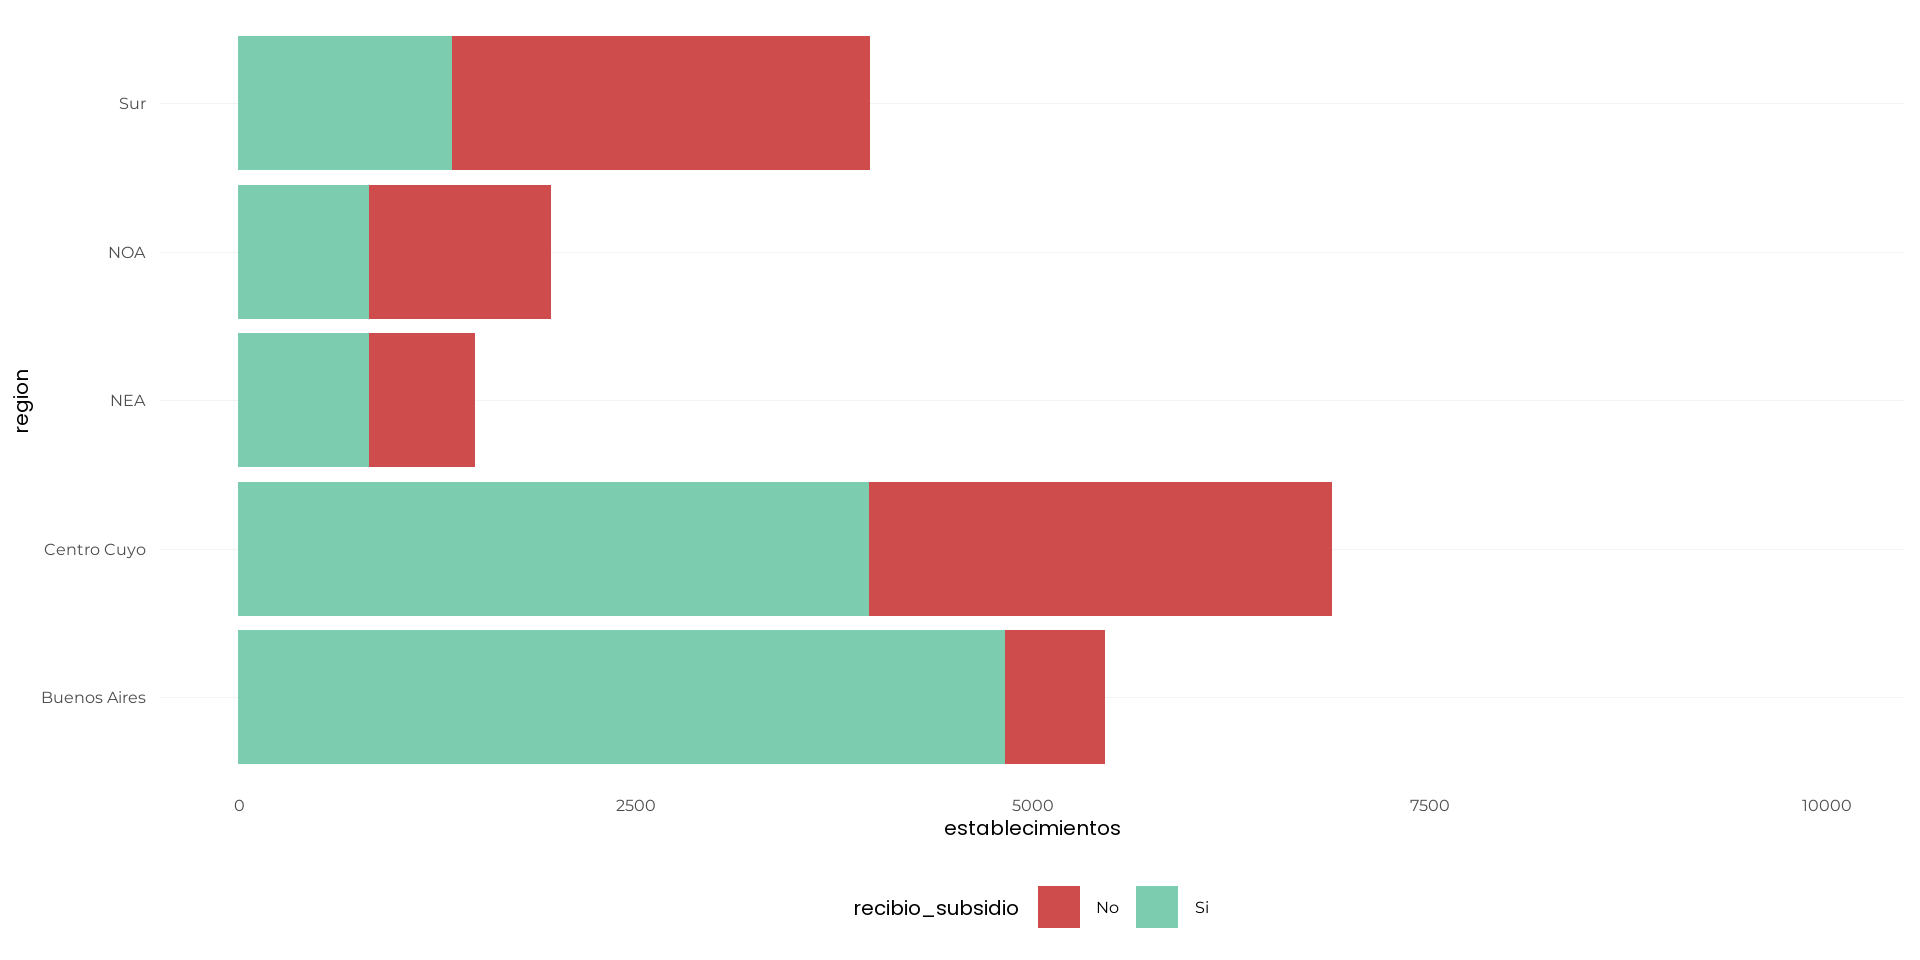 Sur
NOA
NEA
Centro Cuyo
Buenos Aires
region
0 2500 5000 7500 10000
establecimientos
recibio_subsidio No Si